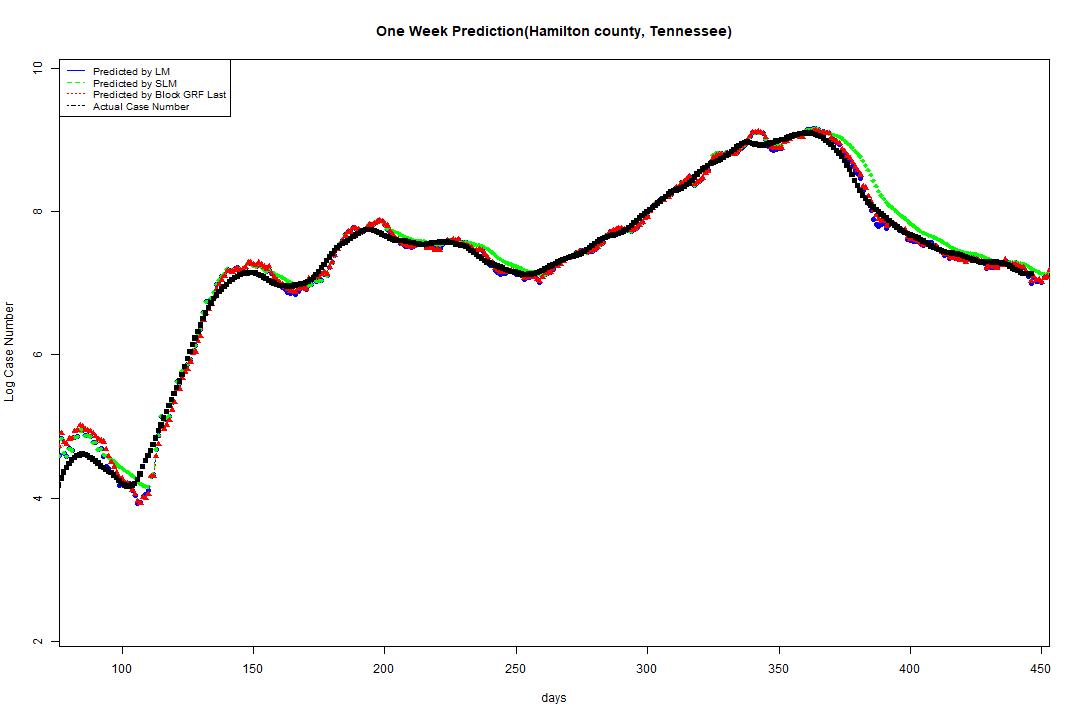 One Week Prediction(Hamilton county, Tennessee)
Predicted by LM
Predicted by SLM
Predicted by Block GRF Last
Actual Case Number
Log Case Number
10
8
6
4
2
100 150 200 250 300 350 400 450
days